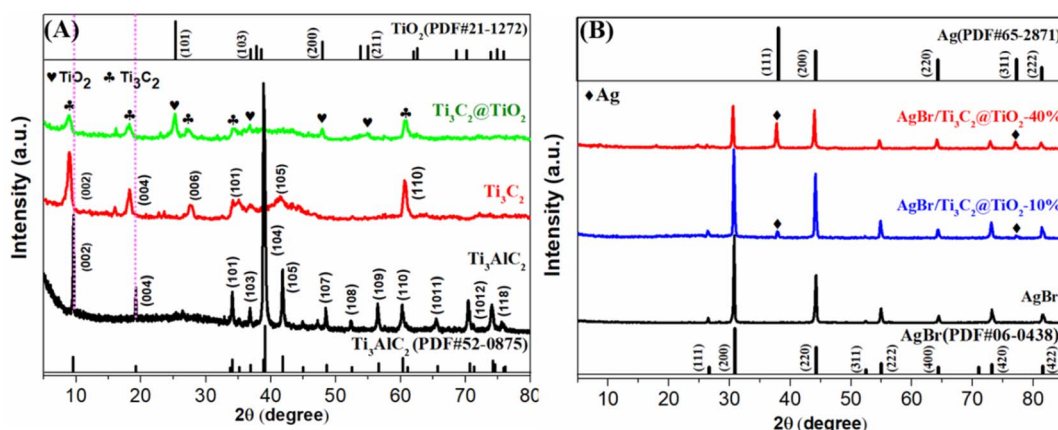 (A)
TiO2(PDF#21-1272)
(101)
(103)
(200)
(211)
♥TiO2 ♣ Ti3C2
Ti3C2@TiO2
(002)
(004)
(006)
(101)
(105)
(110)
Ti3C2
(002)
(004)
(101)
(103)
(104)
(105)
(107)
(108)
(109)
(110)
(1011)
(1012)
(118)
Ti3AlC2
Ti3AlC2 (PDF#52-0875)
Intensity (a.u.)
10 20 30 40 50 60 70 80
2θ (degree)
(B)
Ag(PDF#65-2871)
(111)
(200)
(220)
(311)
(222)
♦Ag
AgBr/Ti3C2@TiO2-40%
AgBr/Ti3C2@TiO2-10%
AgBr
AgBr(PDF#06-0438)
(111)
(200)
(220)
(311)
(222)
(400)
(420)
(422)
Intensity (a.u.)
10 20 30 40 50 60 70 80
2θ (degree)